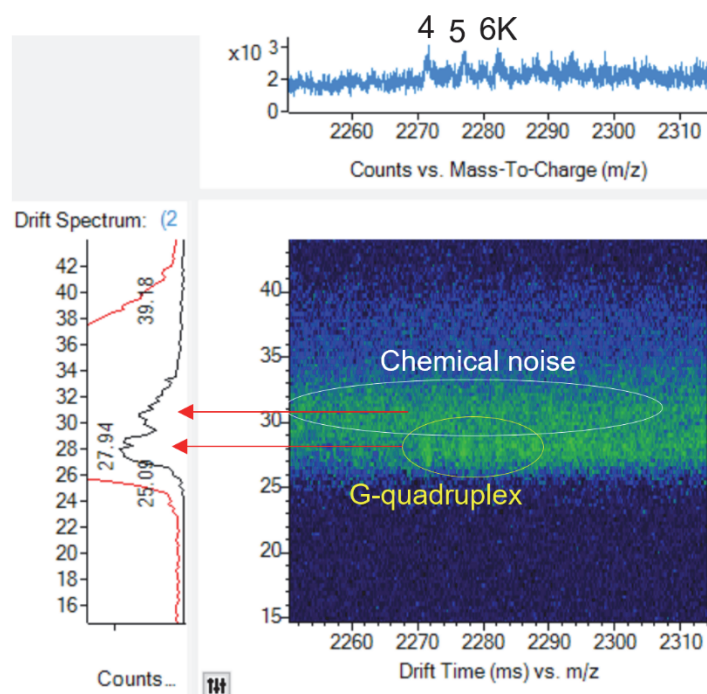 4 5 6K
x10 3
2
0
2260 2270 2280 2290 2300 2310
Counts vs. Mass-To-Charge (m/z)
Drift Spectrum: (2
42
40
38
36
34
32
30
28
26
24
22
20
18
16
39.18
27.94
25.09
Counts...
40
35
30
25
20
15
Chemical noise
G-quadruplex
2260 2270 2280 2290 2300 2310
Drift Time (ms) vs. m/z